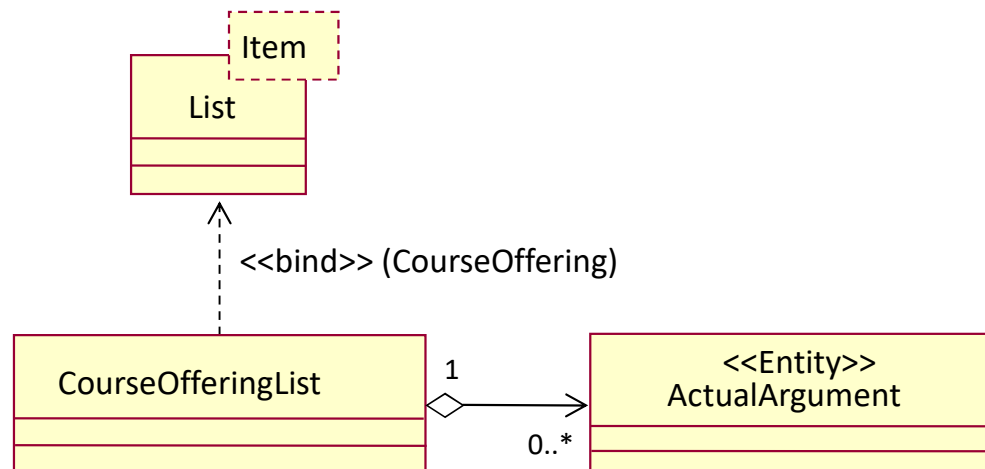 Item
List
<<bind>> (CourseOffering)
CourseOfferingList
1
0..*
<<Entity>>
ActualArgument